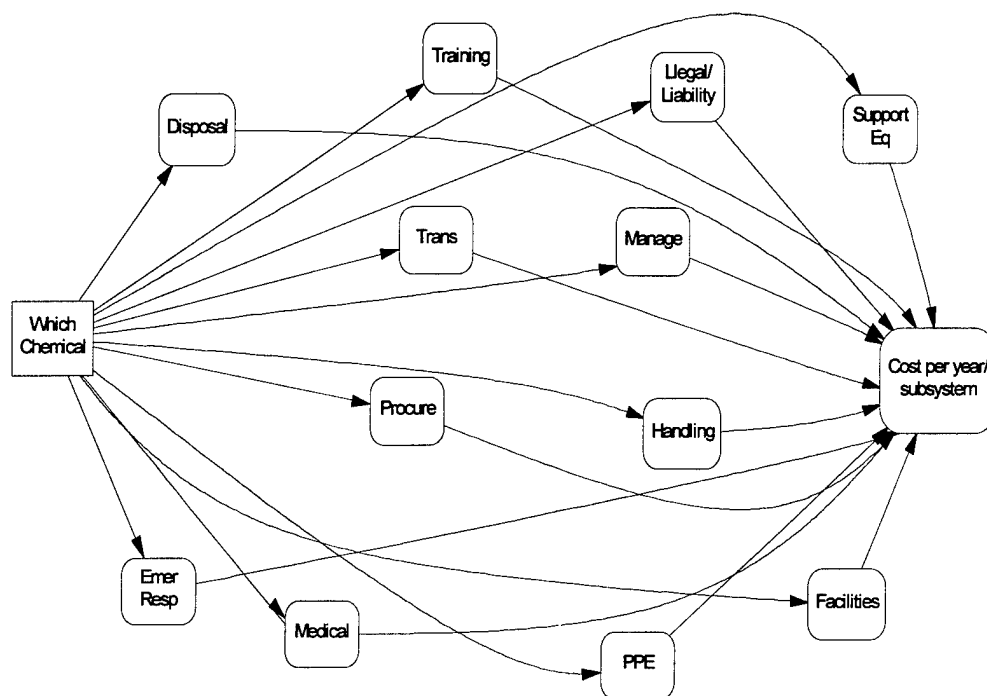 Training
Llegal/
Liability
Support
Eq
Disposal
Trans
Manage
Which
Chemical
Cost per year/
subsystem
Procure
Handling
Emer
Resp
Medical
PPE
Facilities